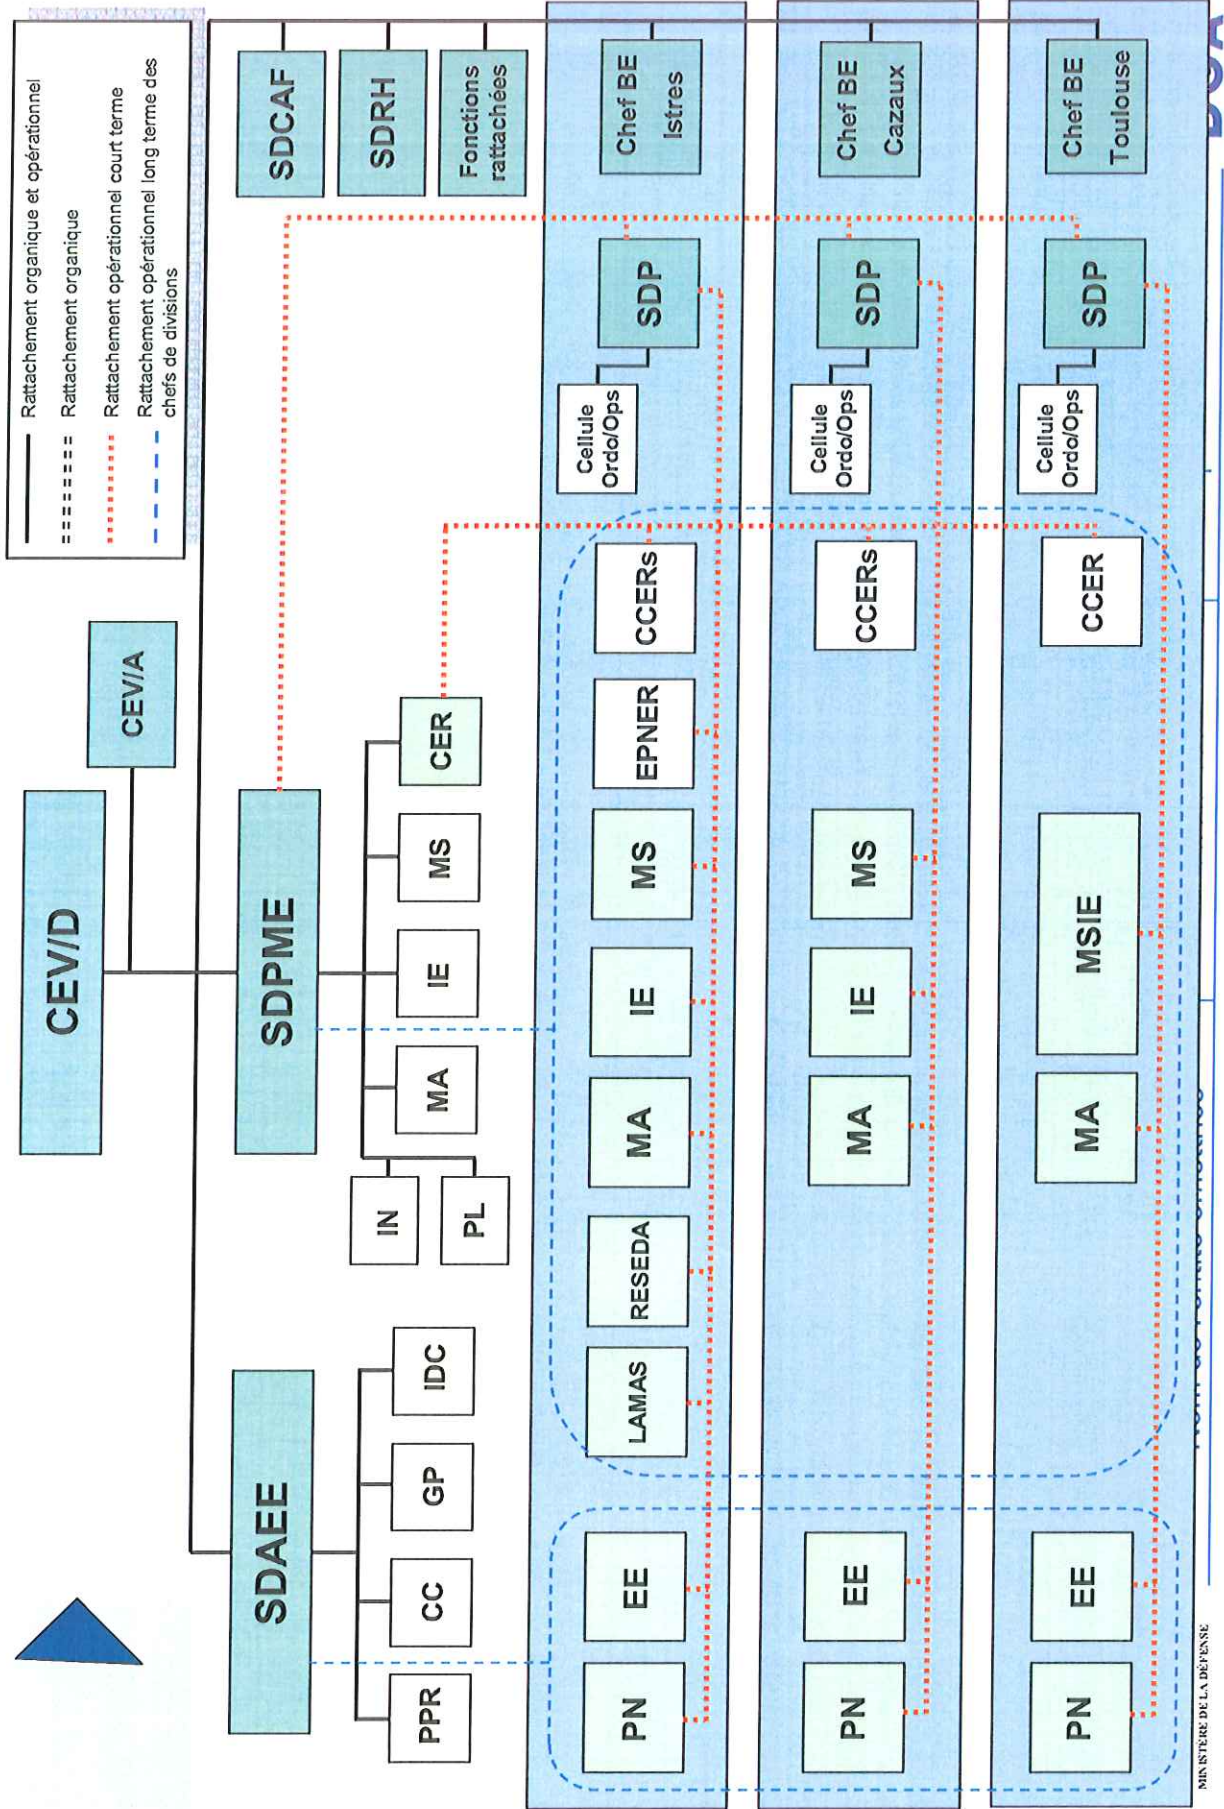 CEV/D
CEV/A
Rattachement organique et opérationnel
Rattachement organique
Rattachement opérationnel court terme
Rattachement opérationnel long terme des
chefs de divisions
SDAEE
SDPME
SDCAF
SDRH
Fonctions
rattachées
PPR
CC
GP
IDC
IN
PL
MA
IE
MS
CER
PN
EE
LAMAS
RESEDA
MA
IE
MS
EPNER
CCERs
Cellule
Ordo/Ops
SDP
Chef BE
Istres
PN
EE
MA
IE
MS
CCERs
Cellule
Ordo/Ops
SDP
Chef BE
Cazaux
PN
EE
MA
MSIE
CCER
Cellule
Ordo/Ops
SDP
Chef BE
Toulouse
MINISTÈRE DE LA DÉFENSE